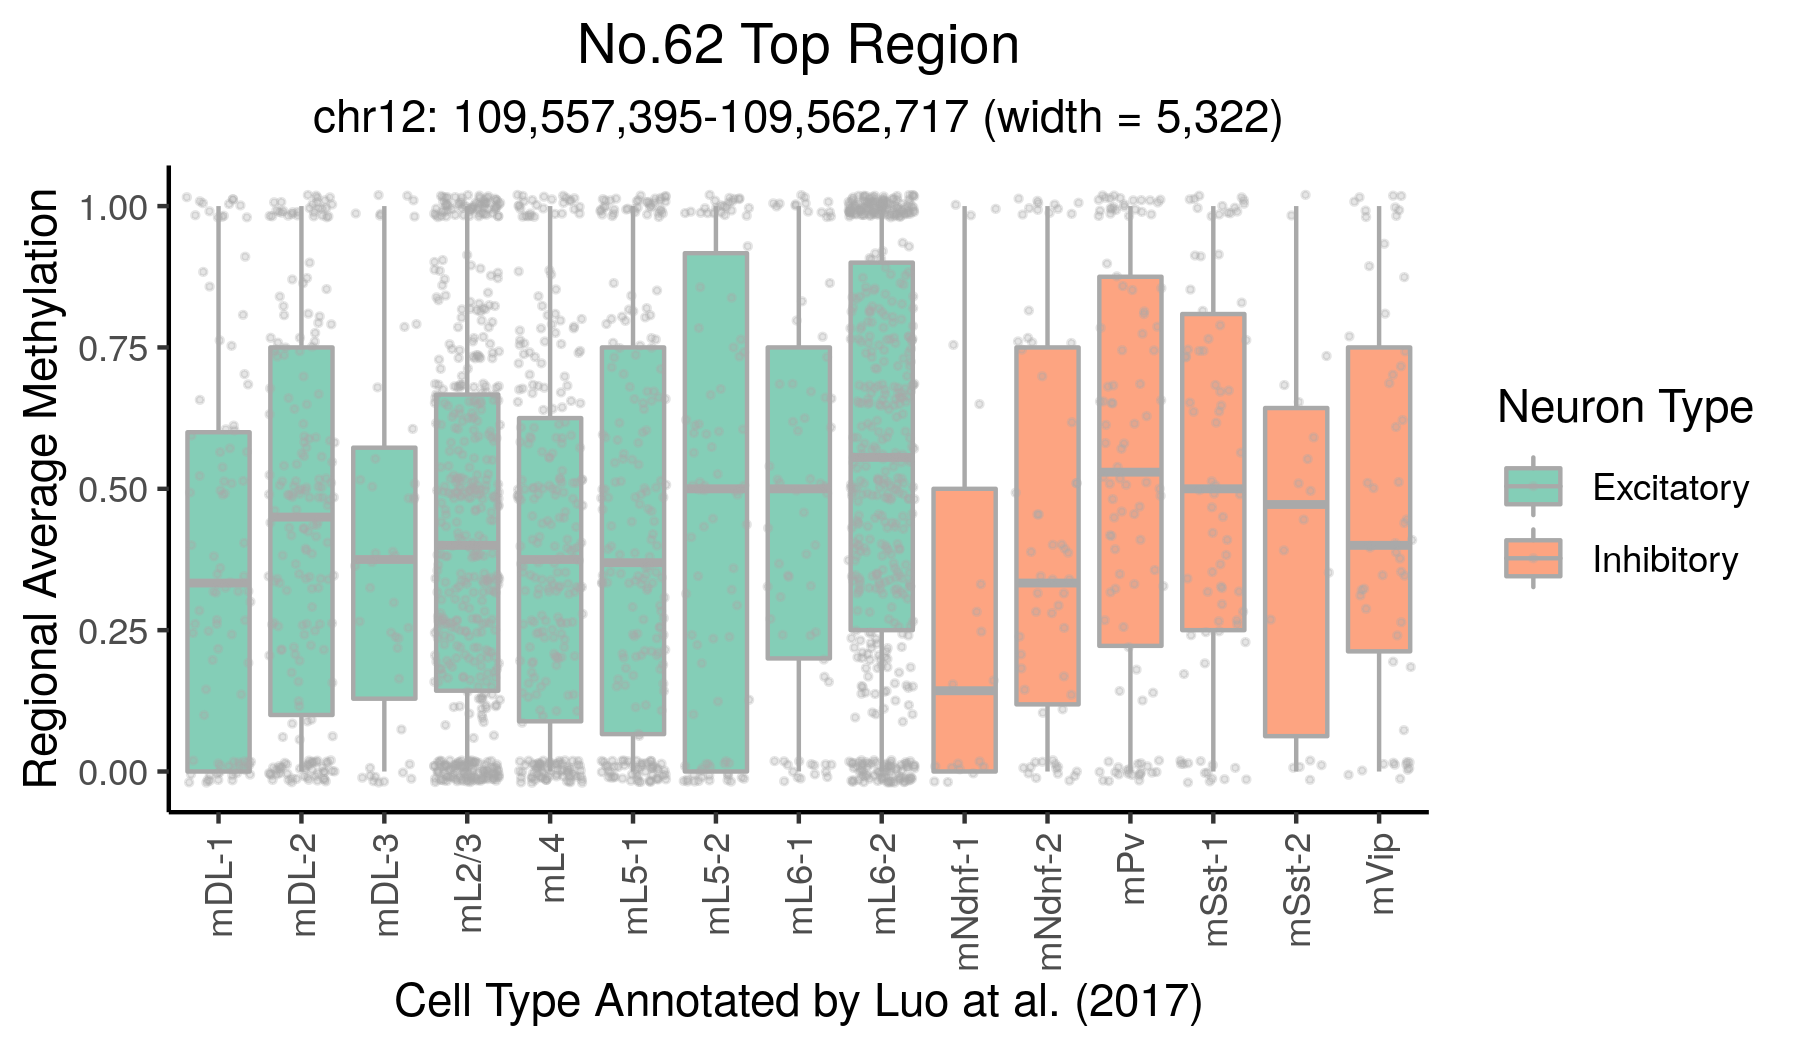 No.62 Top Region
chr12: 109,557,395-109,562,717 (width = 5,322)
Regional Average Methylation
1.00
0.75
0.50
0.25
0.00
mDL-1
mDL-2
mDL-3
mL2/3
mL4
mL5-1
mL5-2
mL6-1
mL6-2
mNdnf-1
mNdnf-2
mPv
mSst-1
mSst-2
mVip
Cell Type Annotated by Luo at al. (2017)
Neuron Type
Excitatory
Inhibitory